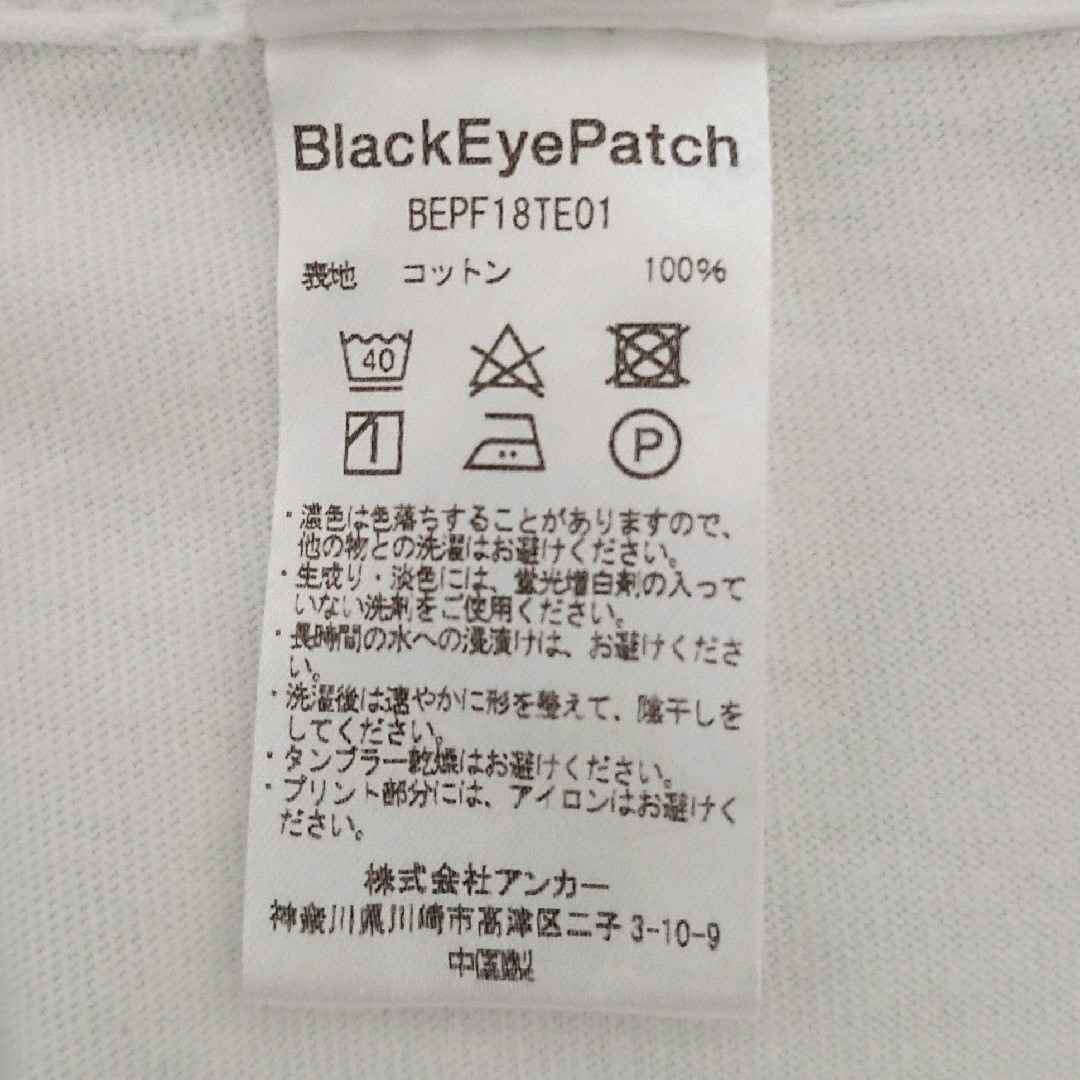 BlackEyePatch
BEPF18TE01
表地 コットン 100%
40
P
・濃色は色落ちすることがありますので、
他の物との洗濯はお避けください。
・生成り・淡色には、蛍光増白剤の入って
いない洗剤をご使用ください。
・長時間の水への浸漬けは、お避けくださ
い。
・洗濯後は速やかに形を整えて、陰干しを
してください。
・タンブラー乾燥はお避けください。
・プリント部分には、アイロンはお避けく
ださい。
株式会社アンカー
神奈川県川崎市高津区二子 3-10-9
中国製